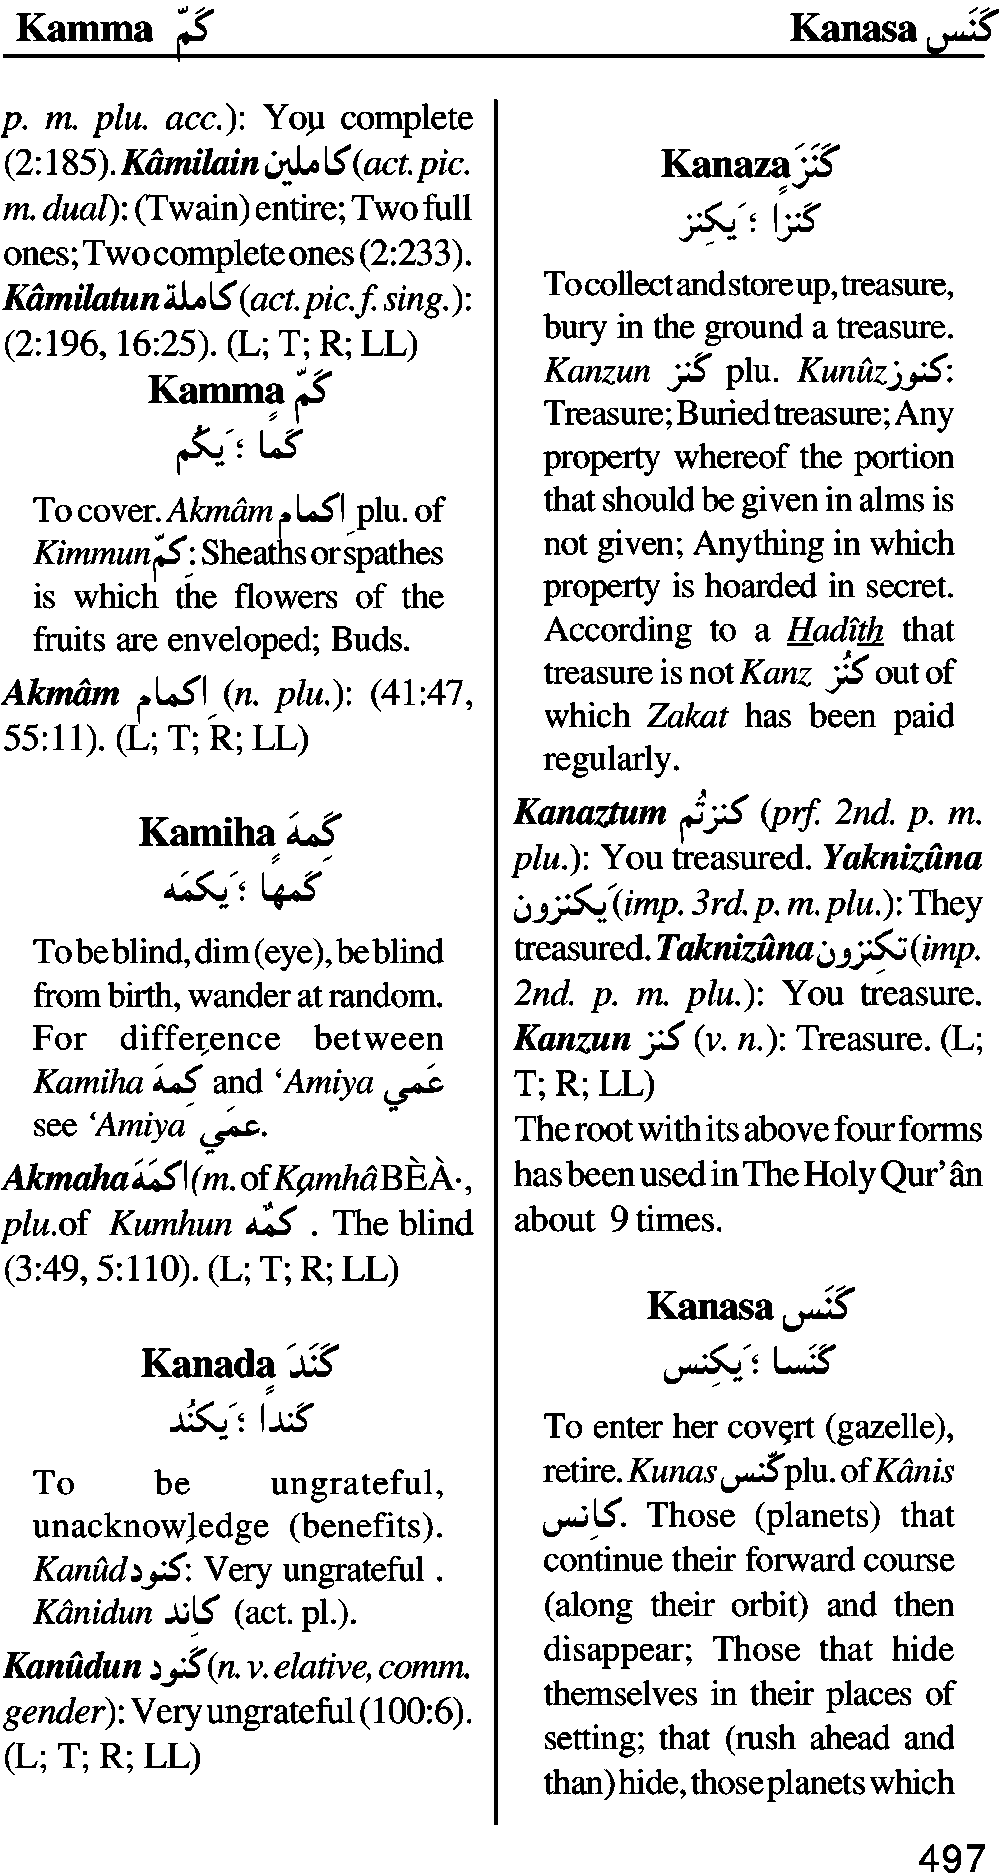 Kamma كَمّ
Kanasa كَنَس
p. m. plu. acc.): You complete
(2:185). Kâmilain كاملين (act. pic.
m. dual): (Twain) entire; Two full
ones; Two complete ones (2:233).
Kâmilatun كاملة (act. pic. f. sing.):
(2:196, 16:25). (L; T; R; LL)
Kamma كَمّ
كَماً ؛ يَكُم
To cover. Akmâm اكمام plu. of
Kimmun كِمّ: Sheaths or spathes
is which the flowers of the
fruits are enveloped; Buds.
Akmâm اكمام (n. plu.): (41:47,
55:11). (L; T; R; LL)
Kamiha كَمِهَ
كَمهاً ؛ يَكمَه
To be blind, dim (eye), be blind
from birth, wander at random.
For difference between
Kamiha كَمِهَ and ‘Amiya عَمي
see ‘Amiya عمَي.
Akmaha اكمَهَ (m. of Kamhâ BÈÀ·,
plu.of Kumhun كمُه . The blind
(3:49, 5:110). (L; T; R; LL)
Kanada كَنَدَ
كَنداً ؛ يَكنُد
To be ungrateful,
unacknowledge (benefits).
Kanûd كنود: Very ungrateful .
Kânidun كانِد (act. pl.).
Kanûdun كَنود (n. v. elative, comm.
gender): Very ungrateful (100:6).
(L; T; R; LL)
Kanaza كَنَزَ
كَنزاً ؛ يَكنِز
To collect and store up, treasure,
bury in the ground a treasure.
Kanzun كَنز plu. Kunûz كنوز:
Treasure; Buried treasure; Any
property whereof the portion
that should be given in alms is
not given; Anything in which
property is hoarded in secret.
According to a Hadîth that
treasure is not Kanz كنُز out of
which Zakat has been paid
regularly.
Kanaztum كنزتُم (prf. 2nd. p. m.
plu.): You treasured. Yaknizûna
يَكنزون (imp. 3rd. p. m. plu.): They
treasured. Taknizûna تكنِزون (imp.
2nd. p. m. plu.): You treasure.
Kanzun كنز (v. n.): Treasure. (L;
T; R; LL)
The root with its above four forms
has been used in The Holy Qur’ân
about 9 times.
Kanasa كَنَس
كَنَسا ؛ يَكنِس
To enter her covert (gazelle),
retire. Kunas كُنّس plu. of Kânis
كانِس. Those (planets) that
continue their forward course
(along their orbit) and then
disappear; Those that hide
themselves in their places of
setting; that (rush ahead and
than) hide, those planets which
497